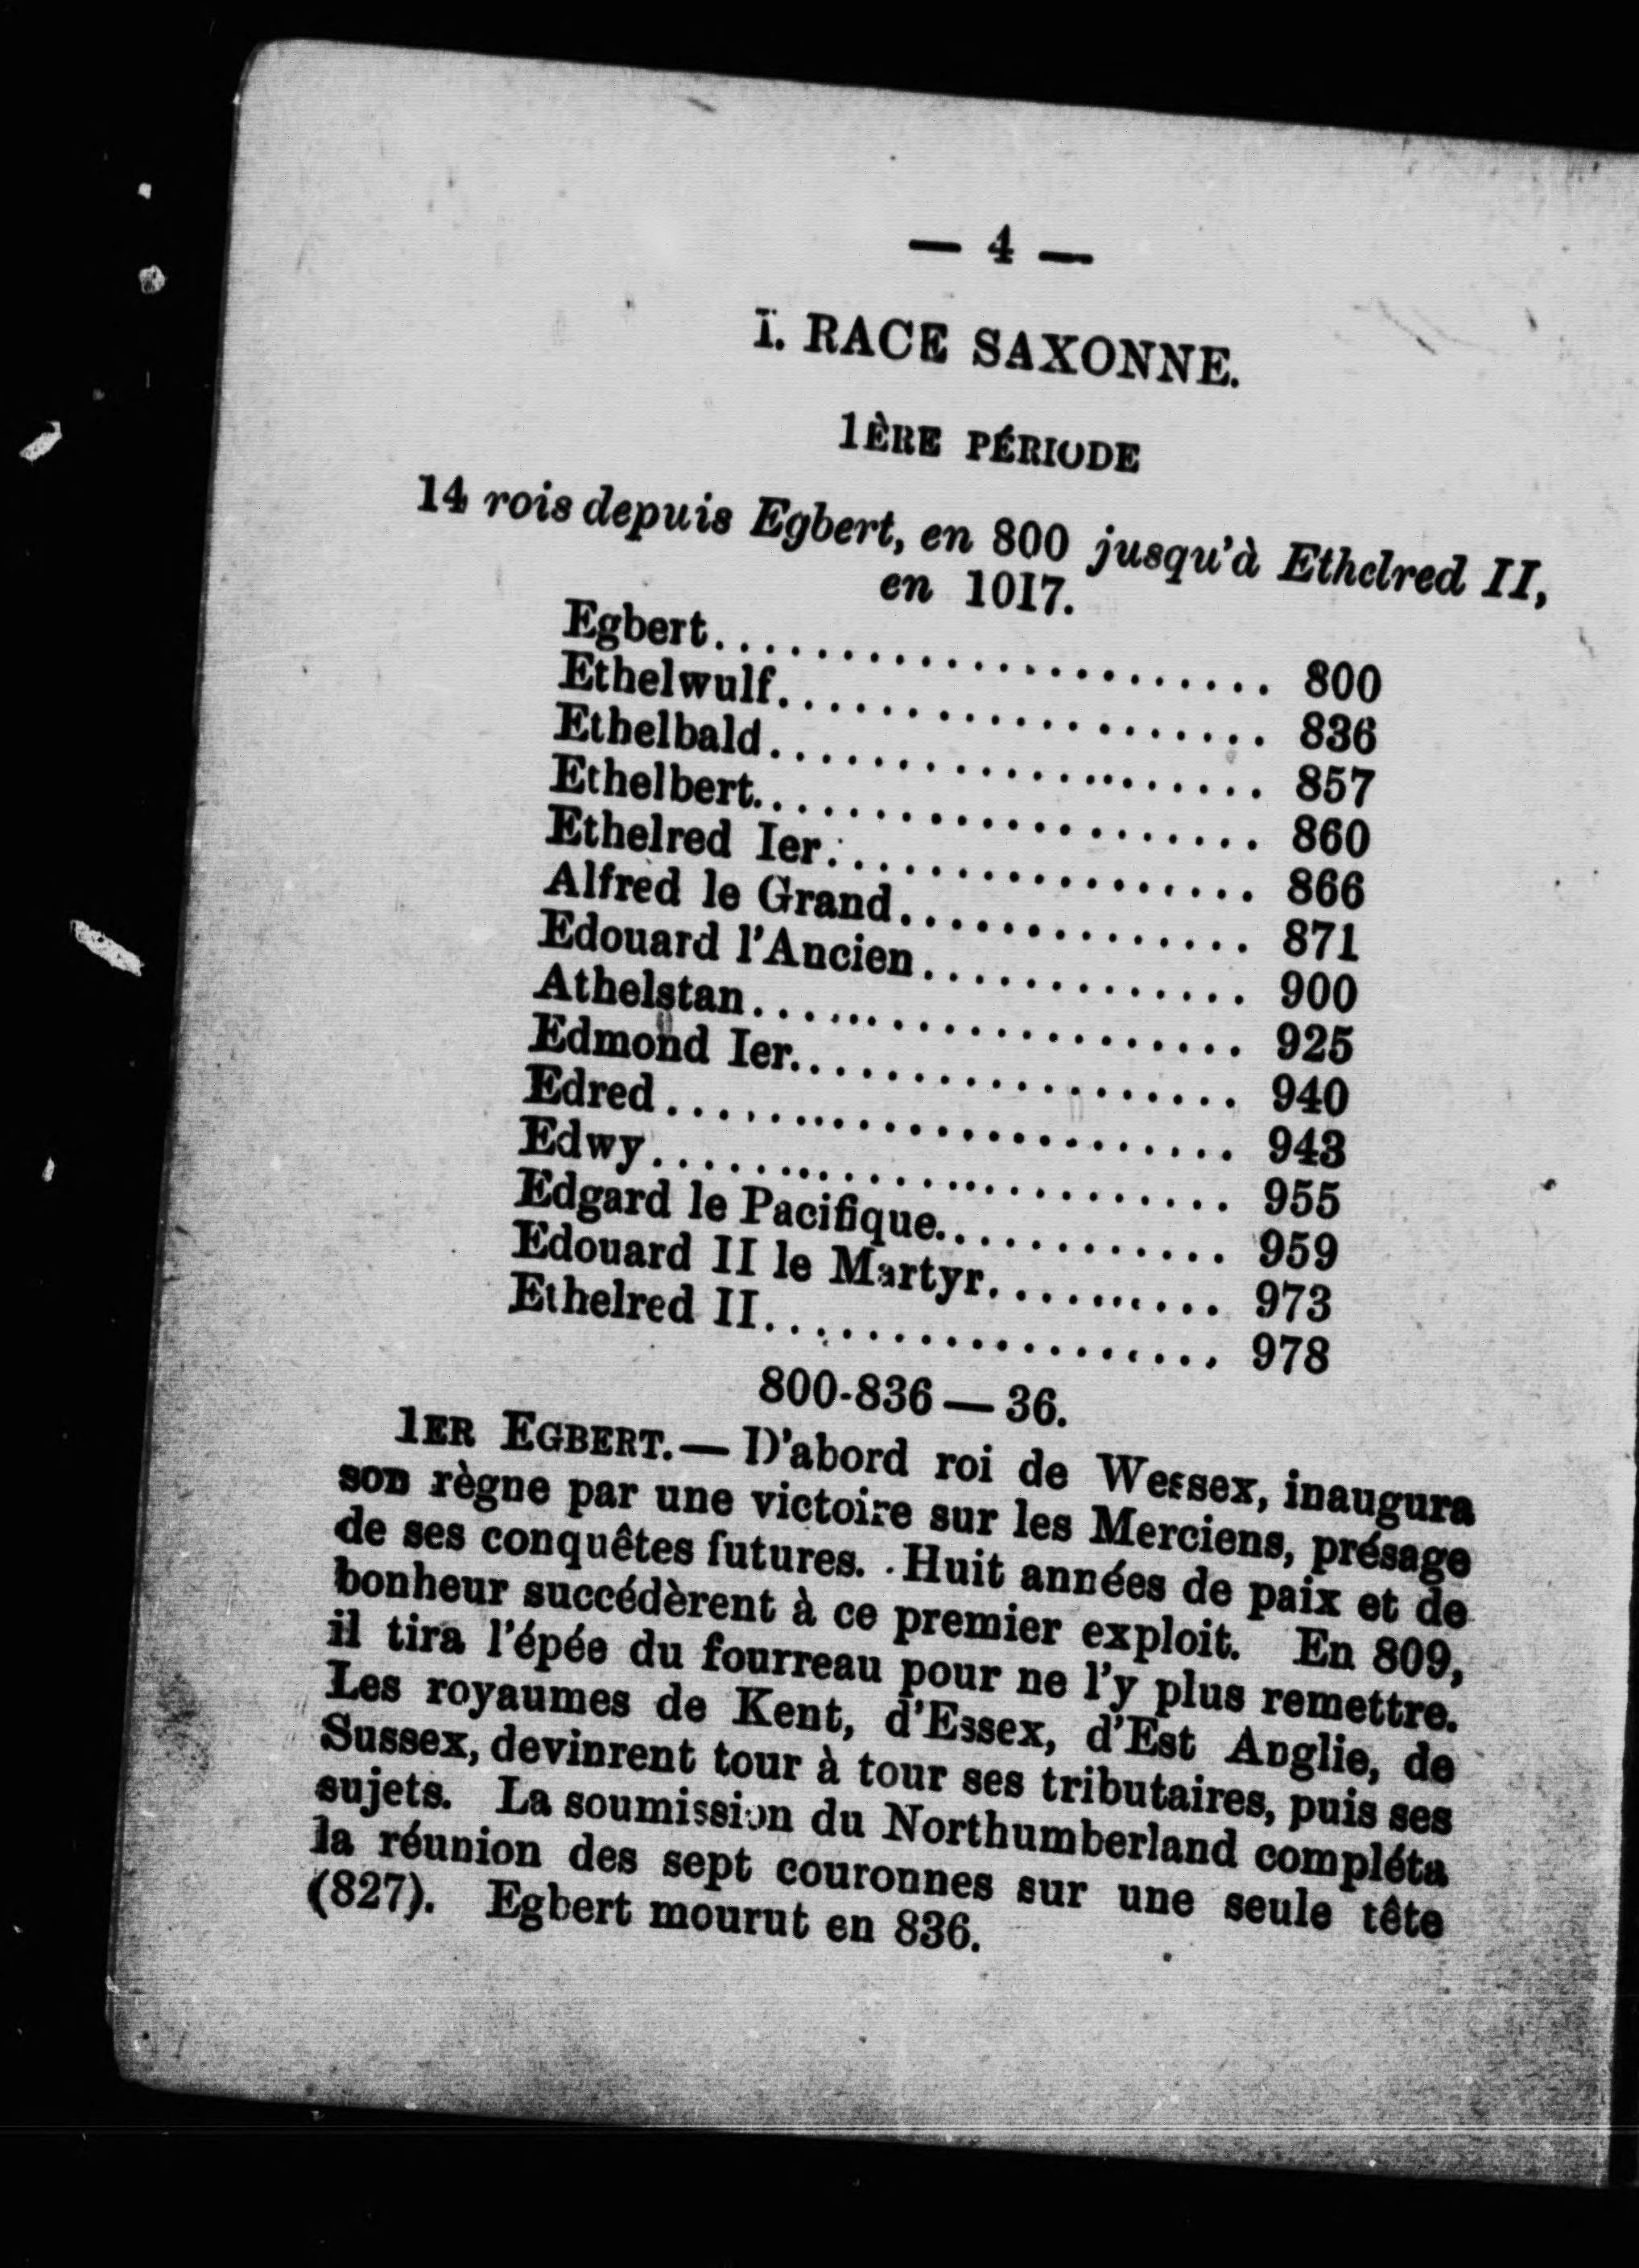 — 4 —
I. RACE SAXONNE.
1ÈRE PÉRIODE
14 rois depuis Egbert, en 800 jusqu'à Ethelred II,
en 1017.
Egbert........................ 800
Ethelwulf.................... 836
Ethelbald..................... 857
Ethelbert..................... 860
Ethelred Ier.................. 866
Alfred le Grand.............. 871
Edouard l'Ancien............. 900
Athelstan..................... 925
Edmond Ier................... 940
Edred......................... 943
Edwy.......................... 955
Edgard le Pacifique............ 959
Edouard II le Martyr.......... 973
Ethelred II................... 978
800-836 — 36.
1ER EGBERT. — D'abord roi de Wessex, inaugura
son règne par une victoire sur les Merciens, présage
de ses conquêtes futures. Huit années de paix et de
bonheur succédèrent à ce premier exploit. En 809,
il tira l'épée du fourreau pour ne l'y plus remettre.
Les royaumes de Kent, d'Essex, d'Est Anglie, de
Sussex, devinrent tour à tour ses tributaires, puis ses
sujets. La soumission du Northumberland compléta
la réunion des sept couronnes sur une seule tête
(827). Egbert mourut en 836.